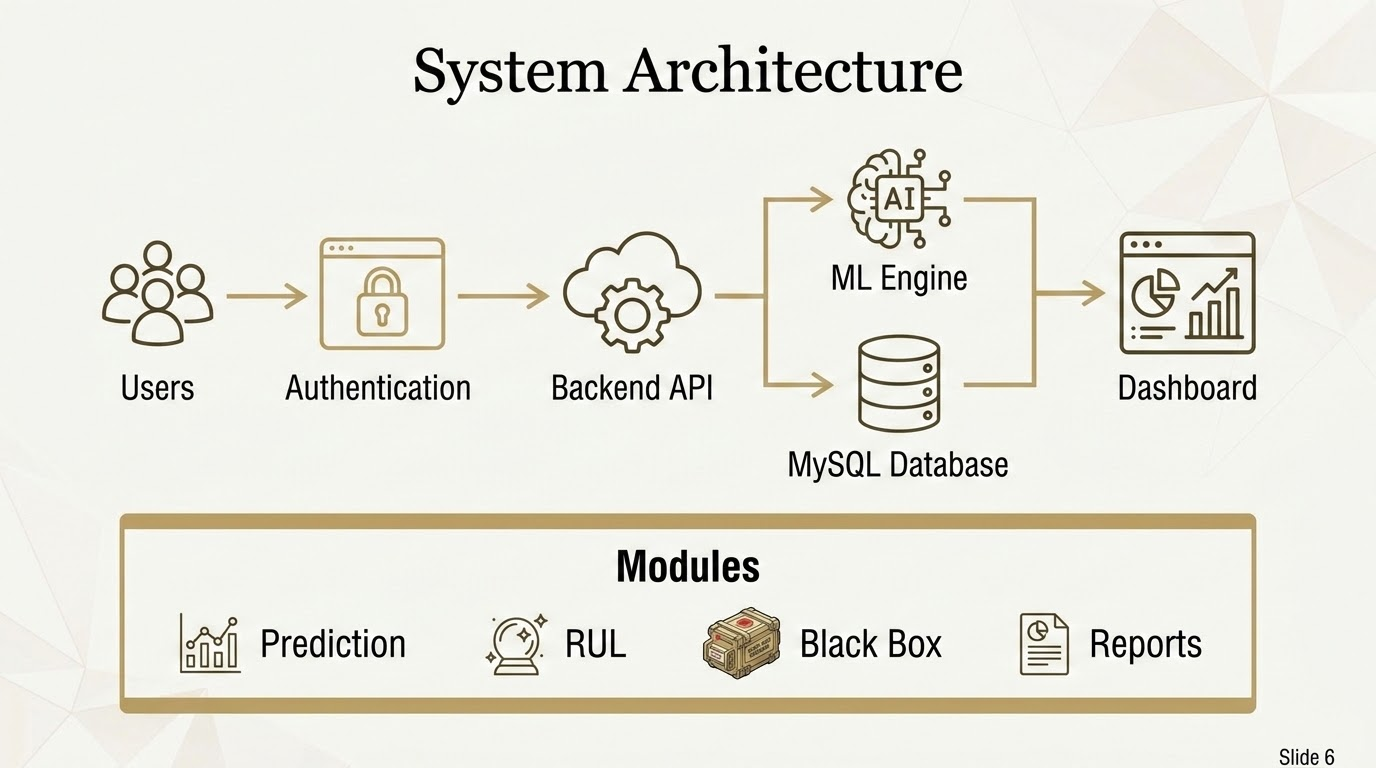 System Architecture
AI
ML Engine
Users
Authentication
Backend API
Dashboard
MySQL Database
Modules
Prediction
RUL
Black Box
Reports
Slide 6